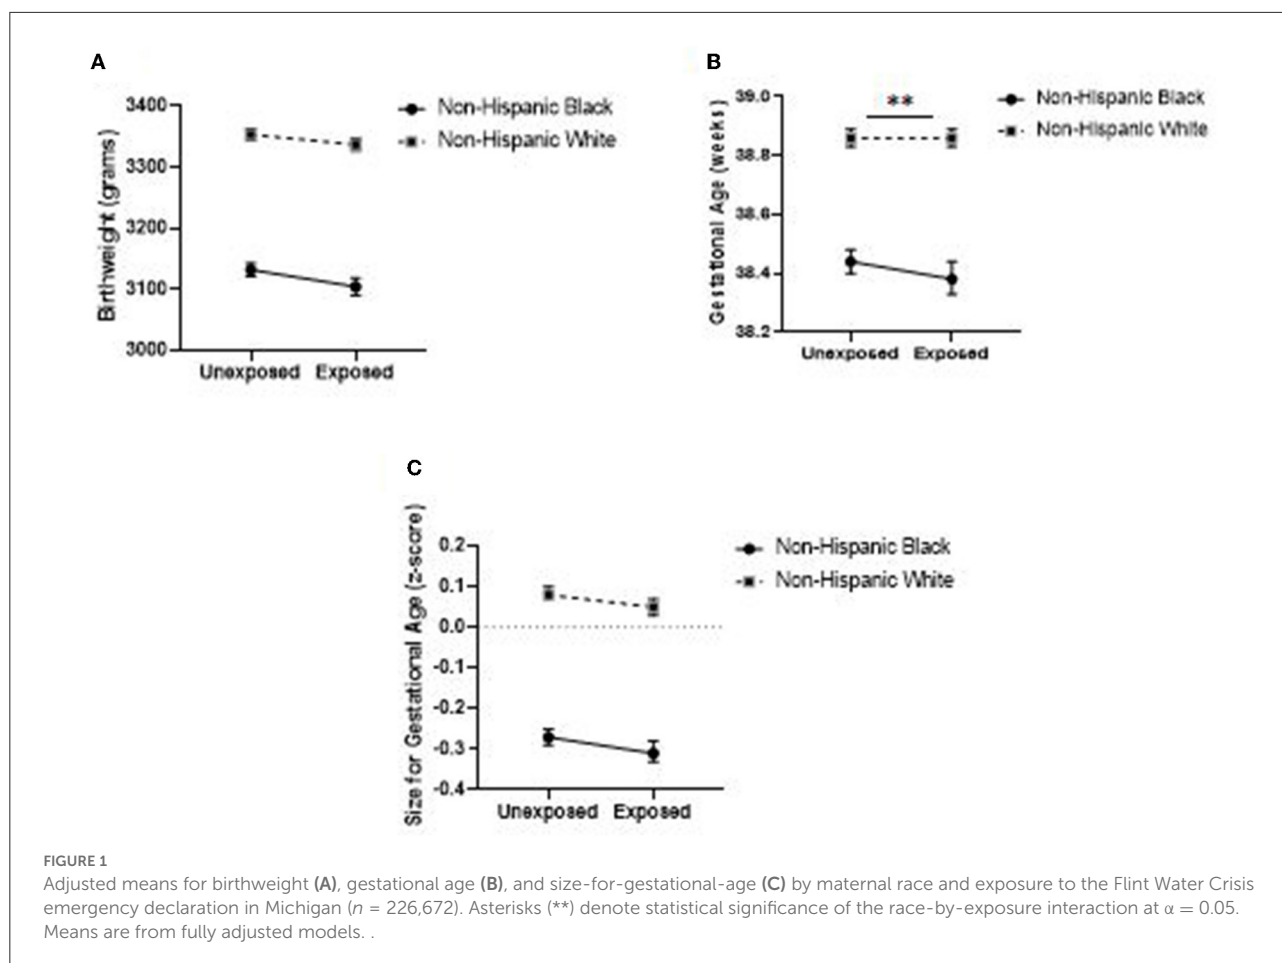 A
3400
3300
3200
3100
3000
Birthweight (grams)
Unexposed Exposed
Non-Hispanic Black
Non-Hispanic White
B
39.0
38.8
38.6
38.4
38.2
Gestational Age (weeks)
**
Unexposed Exposed
Non-Hispanic Black
Non-Hispanic White
C
0.2
0.1
0.0
-0.1
-0.2
-0.3
-0.4
Size for Gestational Age (z-score)
Unexposed Exposed
Non-Hispanic Black
Non-Hispanic White
FIGURE 1
Adjusted means for birthweight (A), gestational age (B), and size-for-gestational-age (C) by maternal race and exposure to the Flint Water Crisis
emergency declaration in Michigan (n = 226,672). Asterisks (**) denote statistical significance of the race-by-exposure interaction at α = 0.05.
Means are from fully adjusted models. .